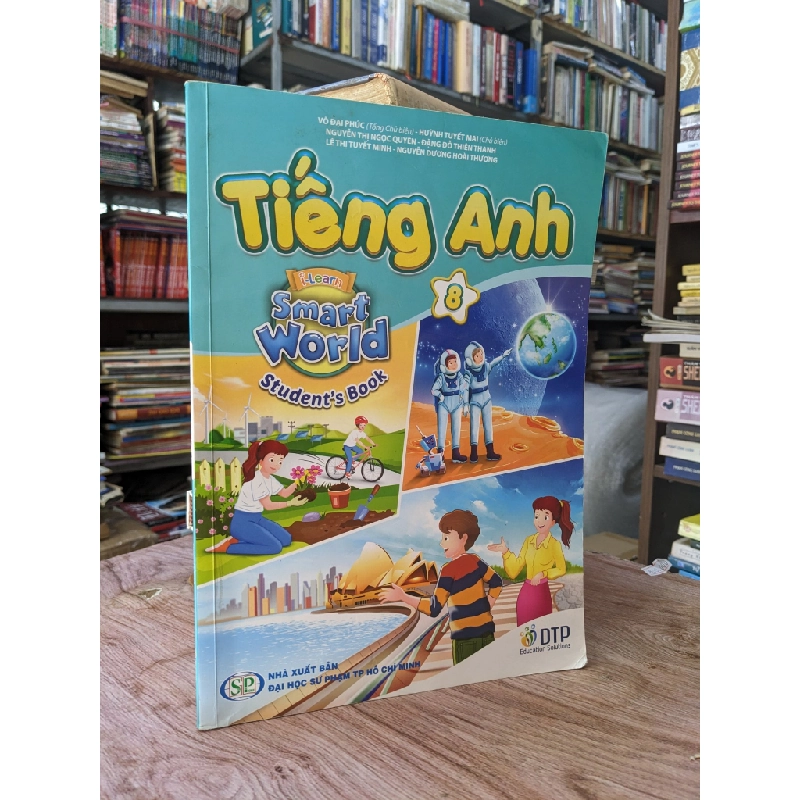 VÕ ĐẠI PHÚC (Tổng Chủ biên) - HUỲNH TUYẾT MAI (Chủ biên)
NGUYỄN THỊ NGỌC QUYÊN - ĐẶNG ĐỖ THIÊN THANH
LÊ THỊ TUYẾT MINH - NGUYỄN DƯƠNG HOÀI THƯƠNG
Tiếng Anh
8
i-Learn
Smart
World
Student's Book
DTP
Education Solutions
SP
NHÀ XUẤT BẢN
ĐẠI HỌC SƯ PHẠM TP HỒ CHÍ MINH